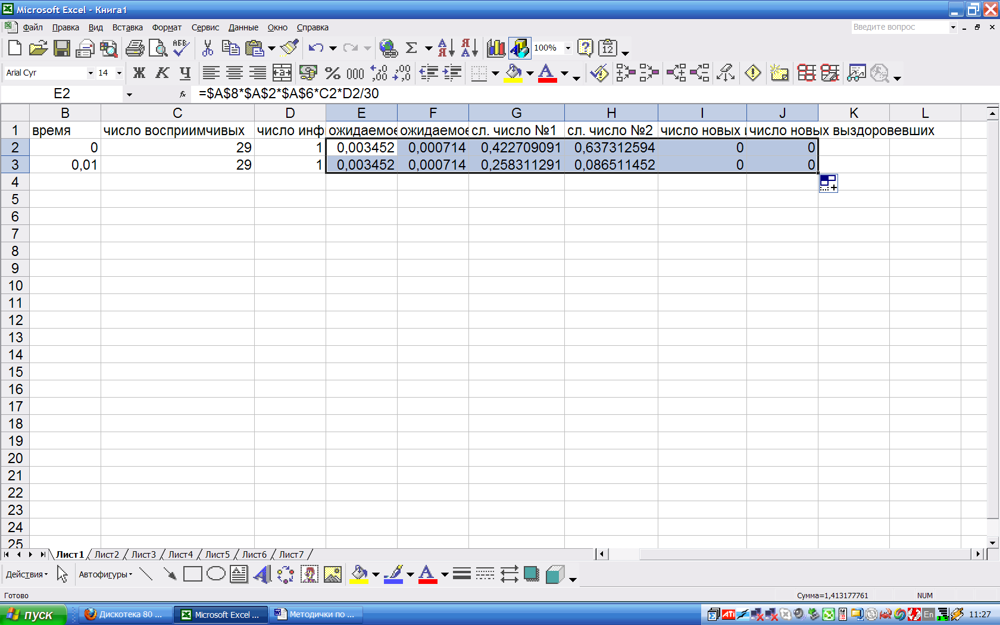 Microsoft Excel - Книга1
Файл Правка Вид Вставка Формат Сервис Данные Окно Справка Введите вопрос
100%
Arial Cyr 14 Ж К Ч % 000
E2 fx =$A$8*$A$2*$A$6*C2*D2/30
B C D E F G H I J K L
1 время число восприимчивых число инф ожидаемое ожидаемое сл. число №1 сл. число №2 число новых число новых выздоровевших
2 0 29 1 0,003452 0,000714 0,422709091 0,637312594 0 0
3 0,01 29 1 0,003452 0,000714 0,258311291 0,086511452 0 0
4
5
6
7
8
9
10
11
12
13
14
15
16
17
18
19
20
21
22
23
24
25
Лист1 Лист2 Лист3 Лист4 Лист5 Лист6 Лист7
Действия Автофигуры
Готово Сумма=1,413177761 NUM
пуск Дискотека 80 ... Microsoft Excel ... Методички по ... ATI En 11:27